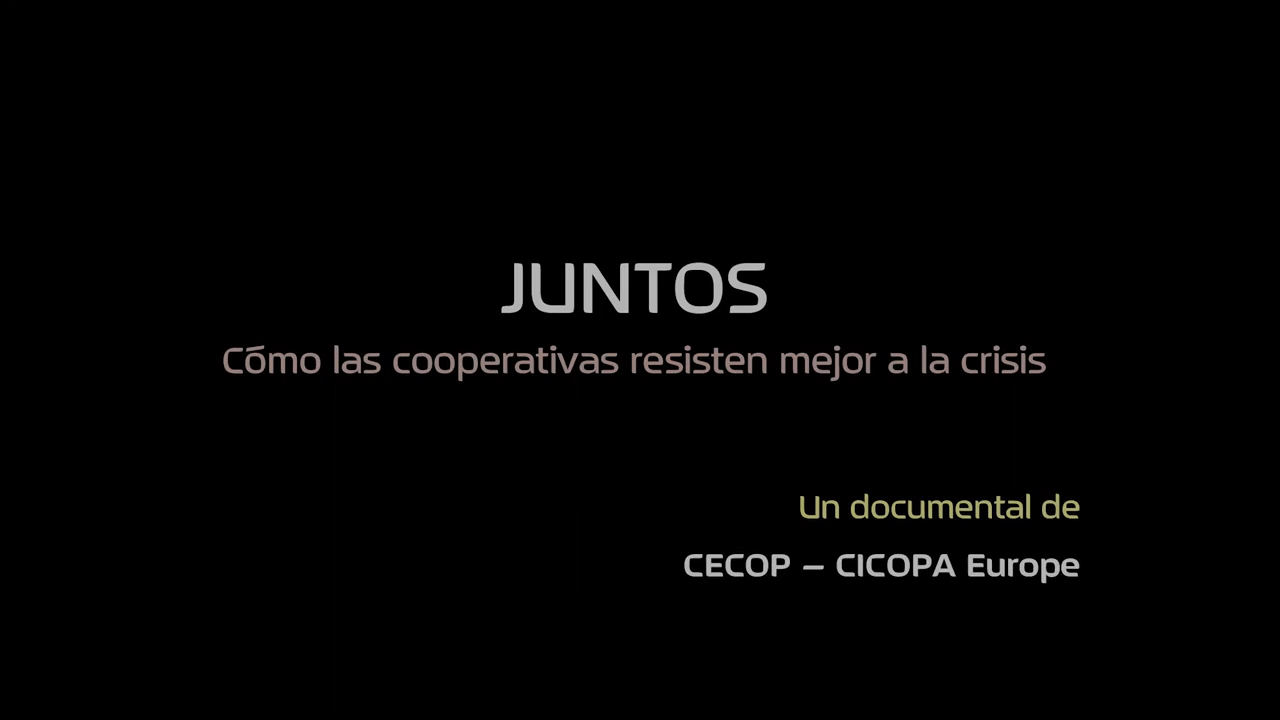 JUNTOS
Cómo las cooperativas resisten mejor a la crisis
Un documental de
CECOP – CICOPA Europe